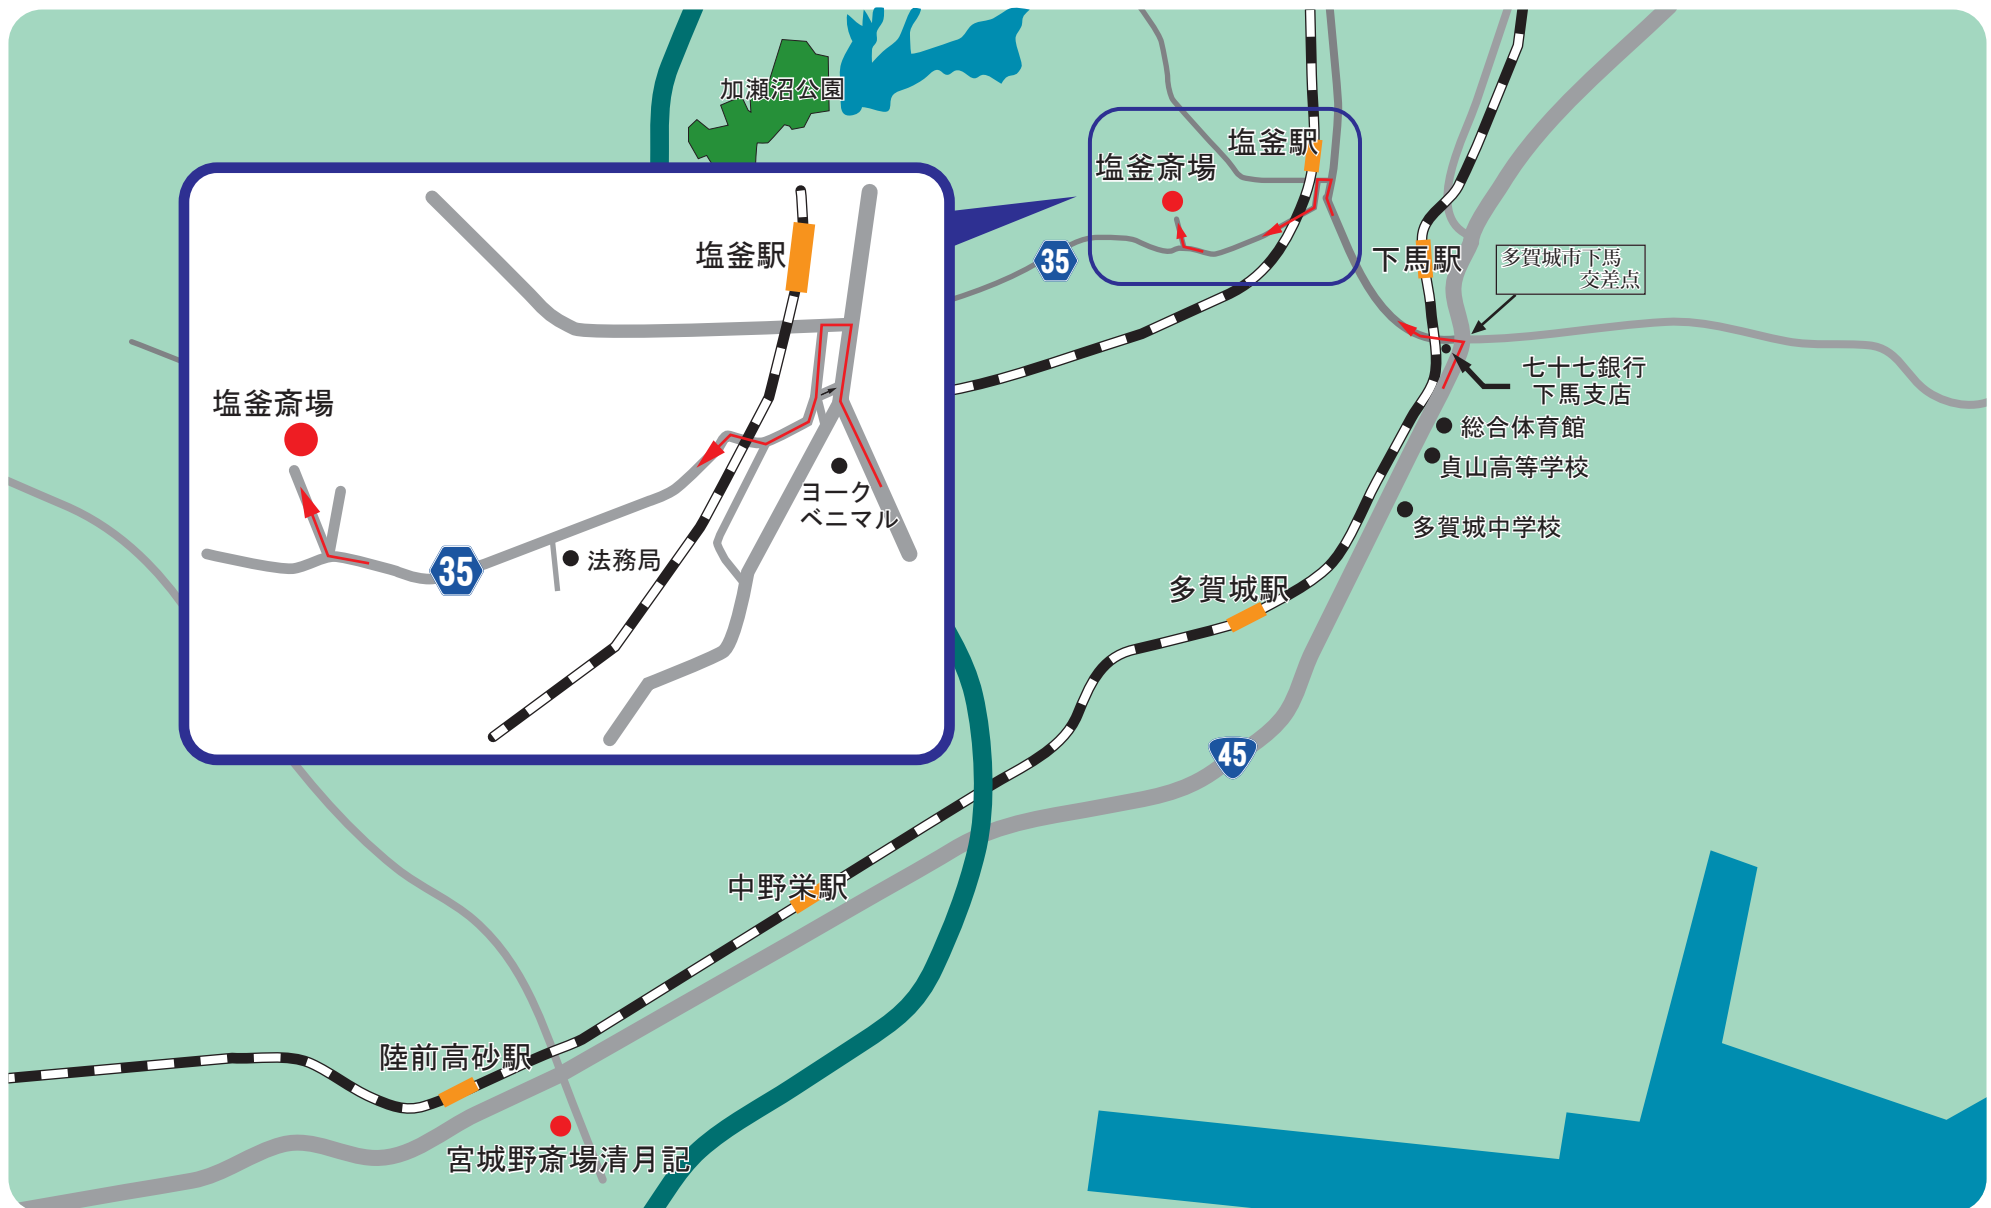 加瀬沼公園
塩釜駅
塩釜斎場
35
下馬駅
多賀城市下馬
交差点
塩釜駅
塩釜斎場
七十七銀行
下馬支店
総合体育館
貞山高等学校
多賀城中学校
ヨーク
ベニマル
法務局
35
多賀城駅
45
中野栄駅
陸前高砂駅
宮城野斎場清月記